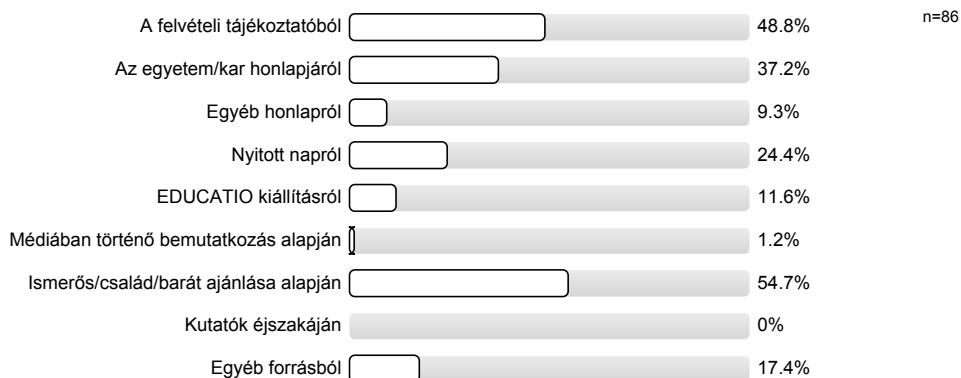 n=86
A felvételi tájékoztatóból 48.8%
Az egyetem/kar honlapjáról 37.2%
Egyéb honlapról 9.3%
Nyitott napról 24.4%
EDUCATIO kiállításról 11.6%
Médiában történő bemutatkozás alapján 1.2%
Ismerős/család/barát ajánlása alapján 54.7%
Kutatók éjszakáján 0%
Egyéb forrásból 17.4%